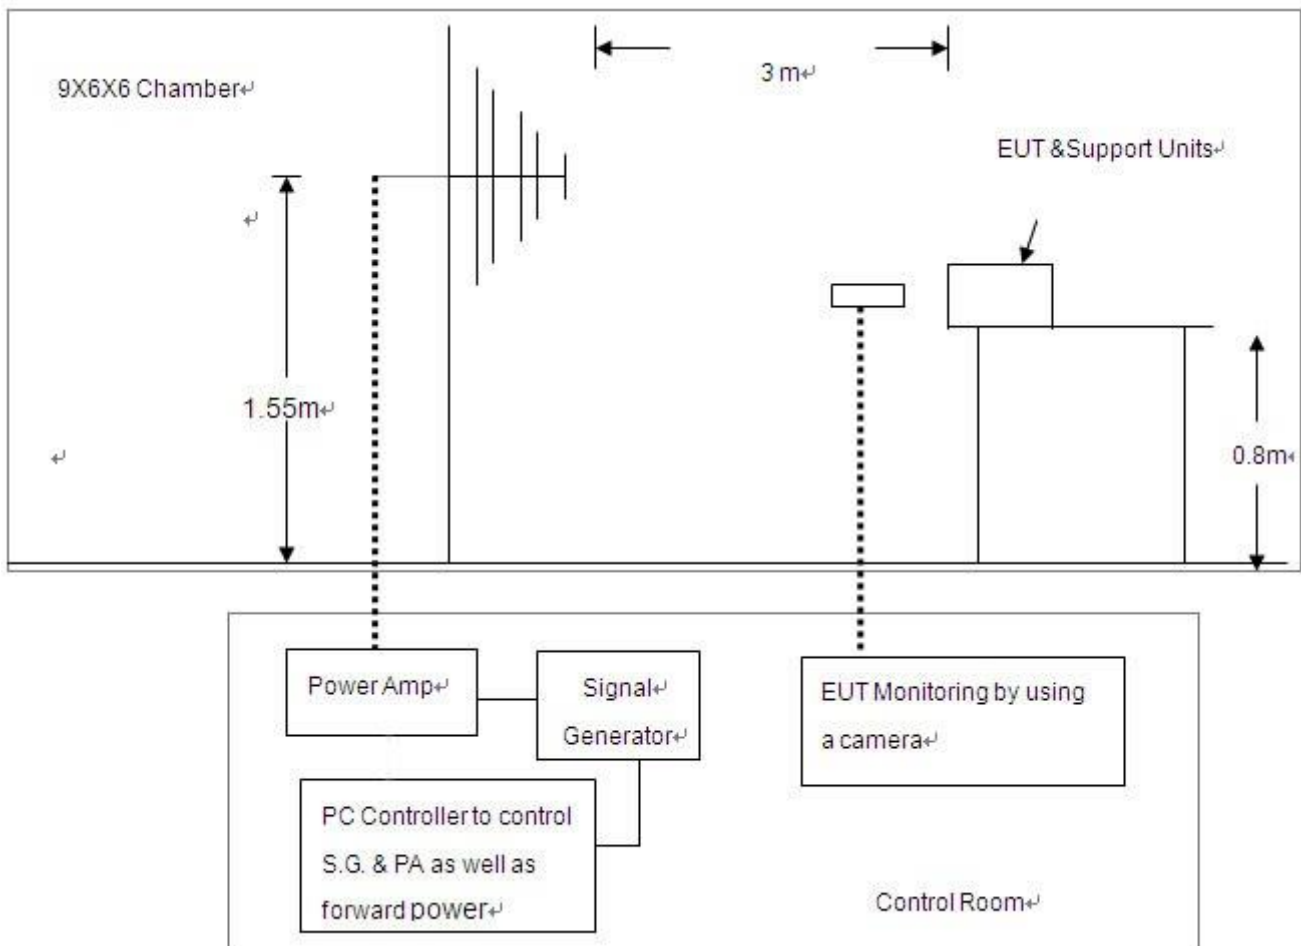 9X6X6 Chamber↵
3 m↵
EUT &Support Units↵
↵
1.55m↵
↵
0.8m
Power Amp↵
Signal↵
Generator↵
EUT Monitoring by using
a camera↵
PC Controller to control
S.G. & PA as well as
forward power↵
Control Room↵